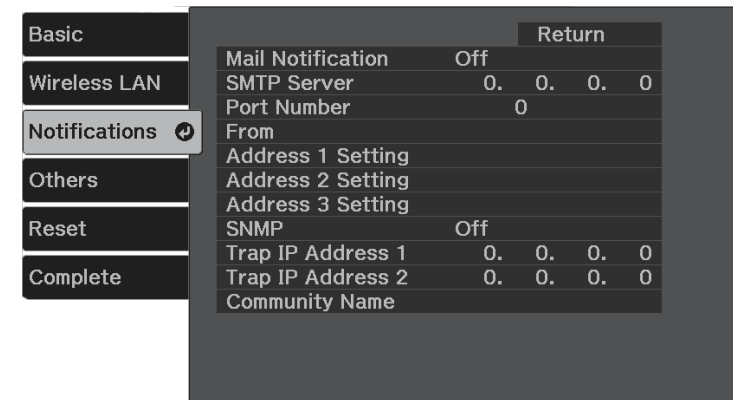 Basic
Wireless LAN
Notifications
Others
Reset
Complete
Return
Mail Notification Off
SMTP Server 0. 0. 0. 0
Port Number 0
From
Address 1 Setting
Address 2 Setting
Address 3 Setting
SNMP Off
Trap IP Address 1 0. 0. 0. 0
Trap IP Address 2 0. 0. 0. 0
Community Name